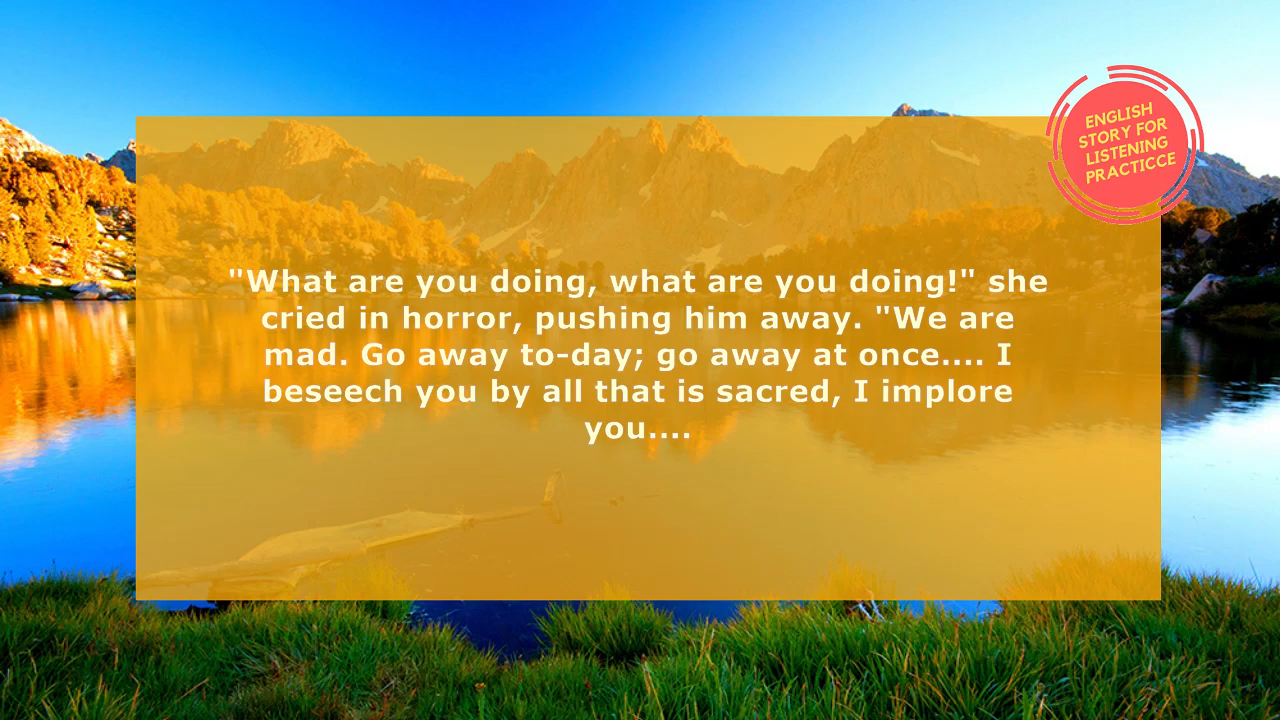 ENGLISH
STORY FOR
LISTENING
PRACTICCE
"What are you doing, what are you doing!" she
cried in horror, pushing him away. "We are
mad. Go away to-day; go away at once.... I
beseech you by all that is sacred, I implore
you....